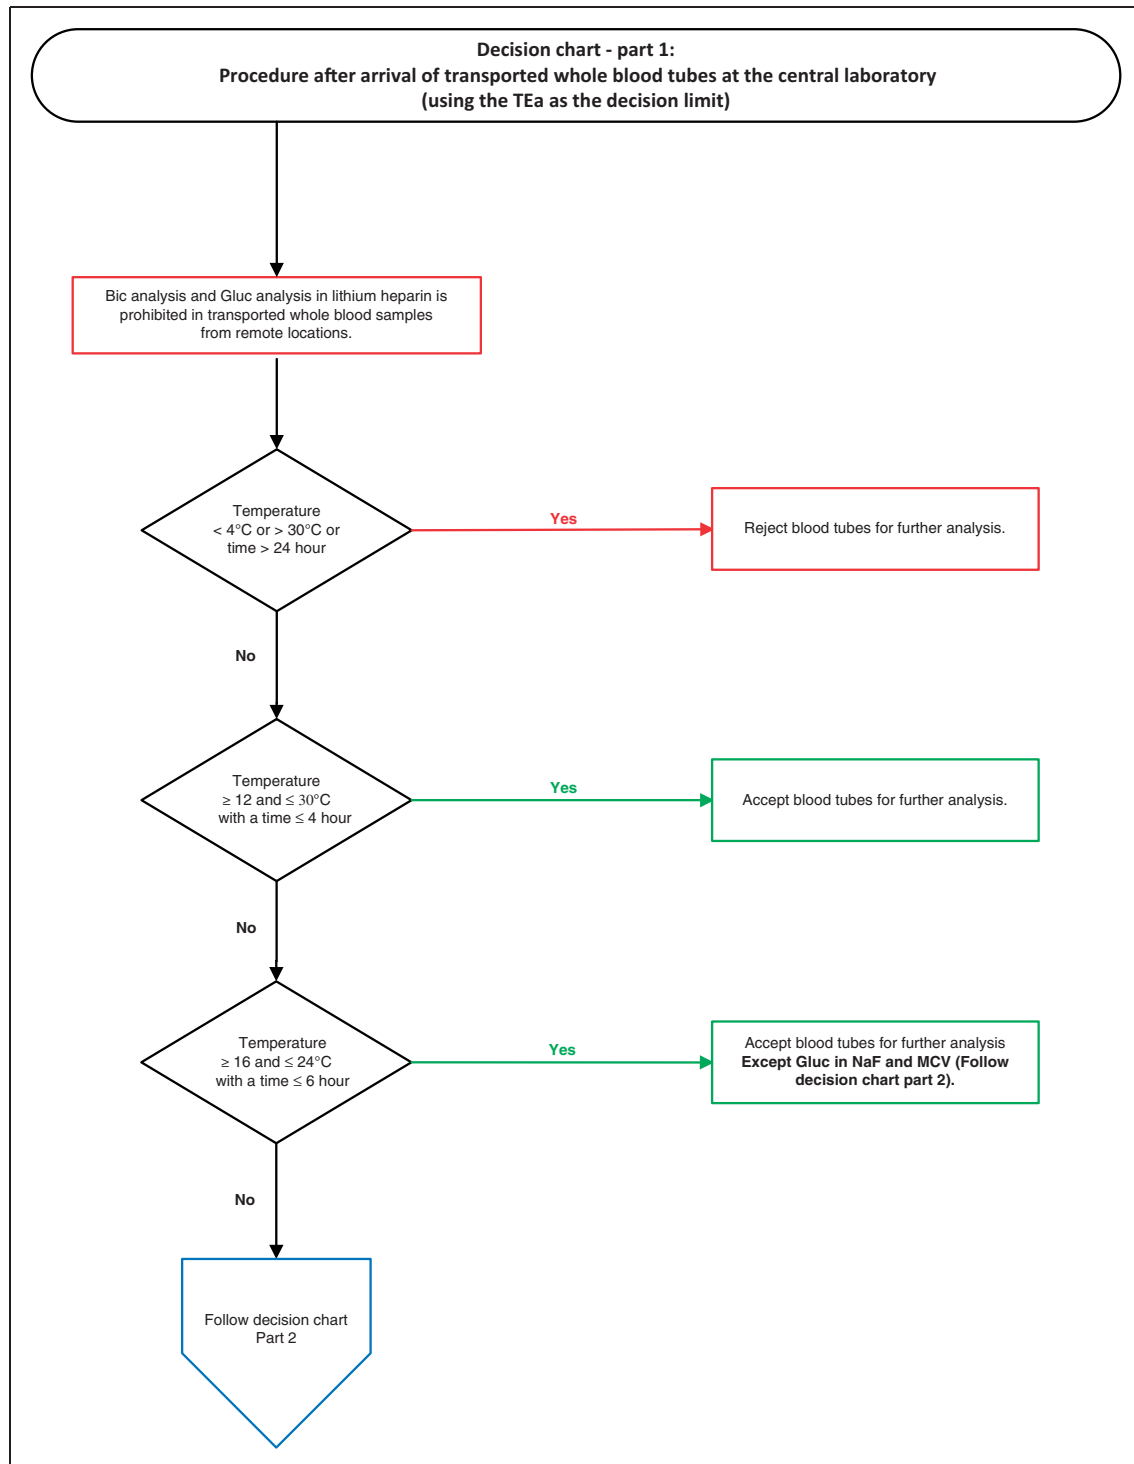 Decision chart - part 1:
Procedure after arrival of transported whole blood tubes at the central laboratory
(using the TEa as the decision limit)
Bic analysis and Gluc analysis in lithium heparin is
prohibited in transported whole blood samples
from remote locations.
Temperature
< 4°C or > 30°C or
time > 24 hour
Yes
Reject blood tubes for further analysis.
No
Temperature
≥ 12 and ≤ 30°C
with a time ≤ 4 hour
Yes
Accept blood tubes for further analysis.
No
Temperature
≥ 16 and ≤ 24°C
with a time ≤ 6 hour
Yes
Accept blood tubes for further analysis
Except Gluc in NaF and MCV (Follow
decision chart part 2).
No
Follow decision chart
Part 2